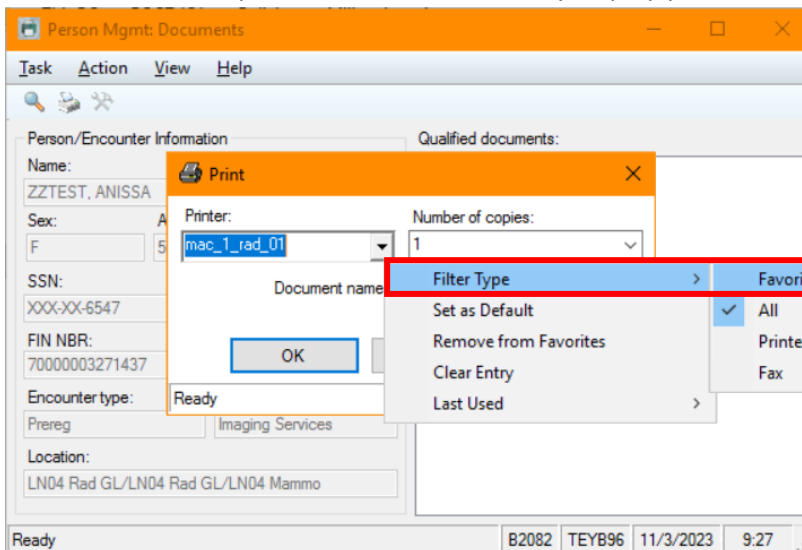 Person Mgmt: Documents
Task Action View Help
Person/Encounter Information
Qualified documents:
Name:
ZZTEST, ANISSA
Print
Sex: A
F 5
Printer:
Number of copies:
mac_1_rad_01
1
SSN:
XXX-XX-6547
Document name
Filter Type
Favori
Set as Default
All
Remove from Favorites
Printe
Clear Entry
Fax
Last Used
FIN NBR:
70000003271437
OK
Encounter type:
Ready
Prereg
Imaging Services
Location:
LN04 Rad GL/LN04 Rad GL/LN04 Mammo
Ready
B2082 TEYB96 11/3/2023 9:27